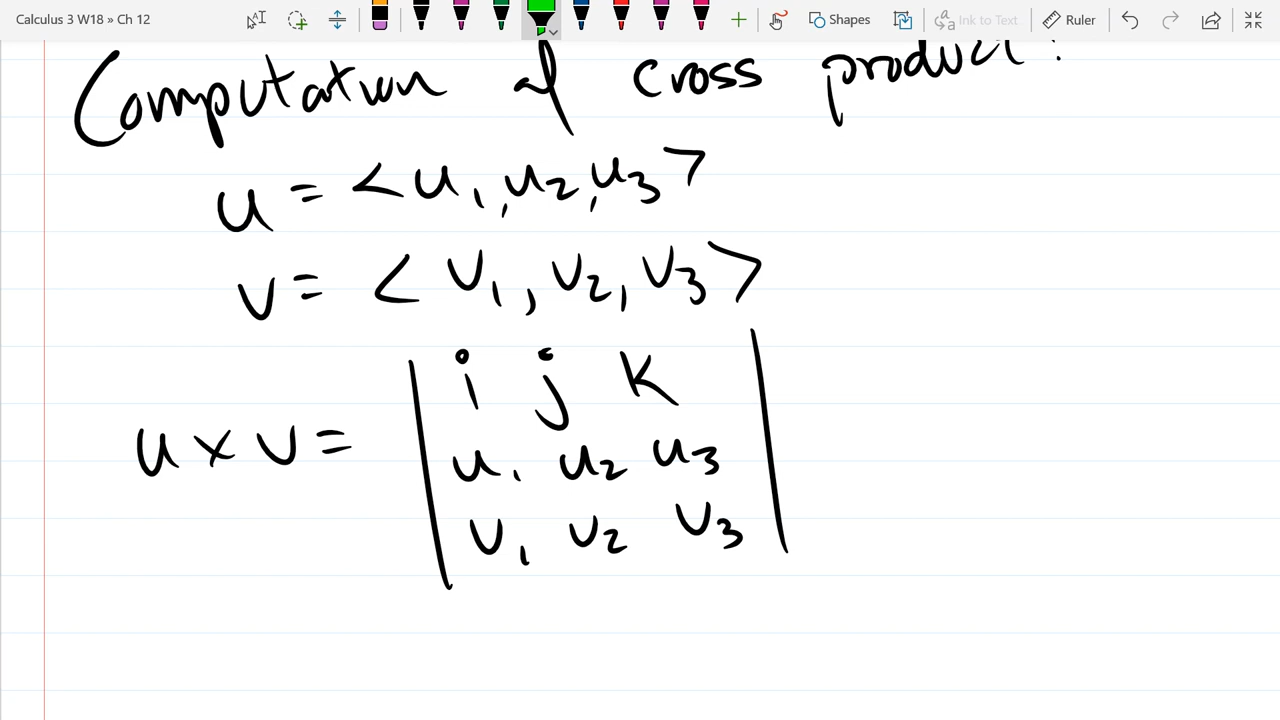 Calculus 3 W18 » Ch 12
Shapes
Ink to Text
Ruler
Computation of cross product:
u = <u1, u2, u3>
v = <v1, v2, v3>
u × v = | i j k |
u1 u2 u3
v1 v2 v3